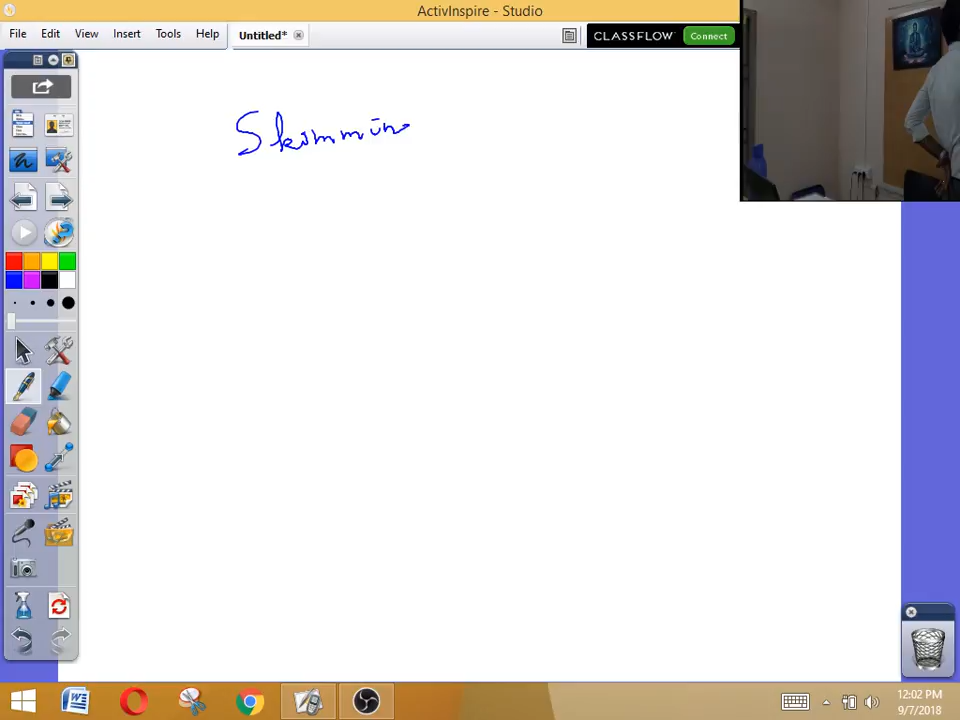 ActivInspire - Studio
File Edit View Insert Tools Help Untitled* CLASSFLOW Connect
Skimmin
12:02 PM
9/7/2018